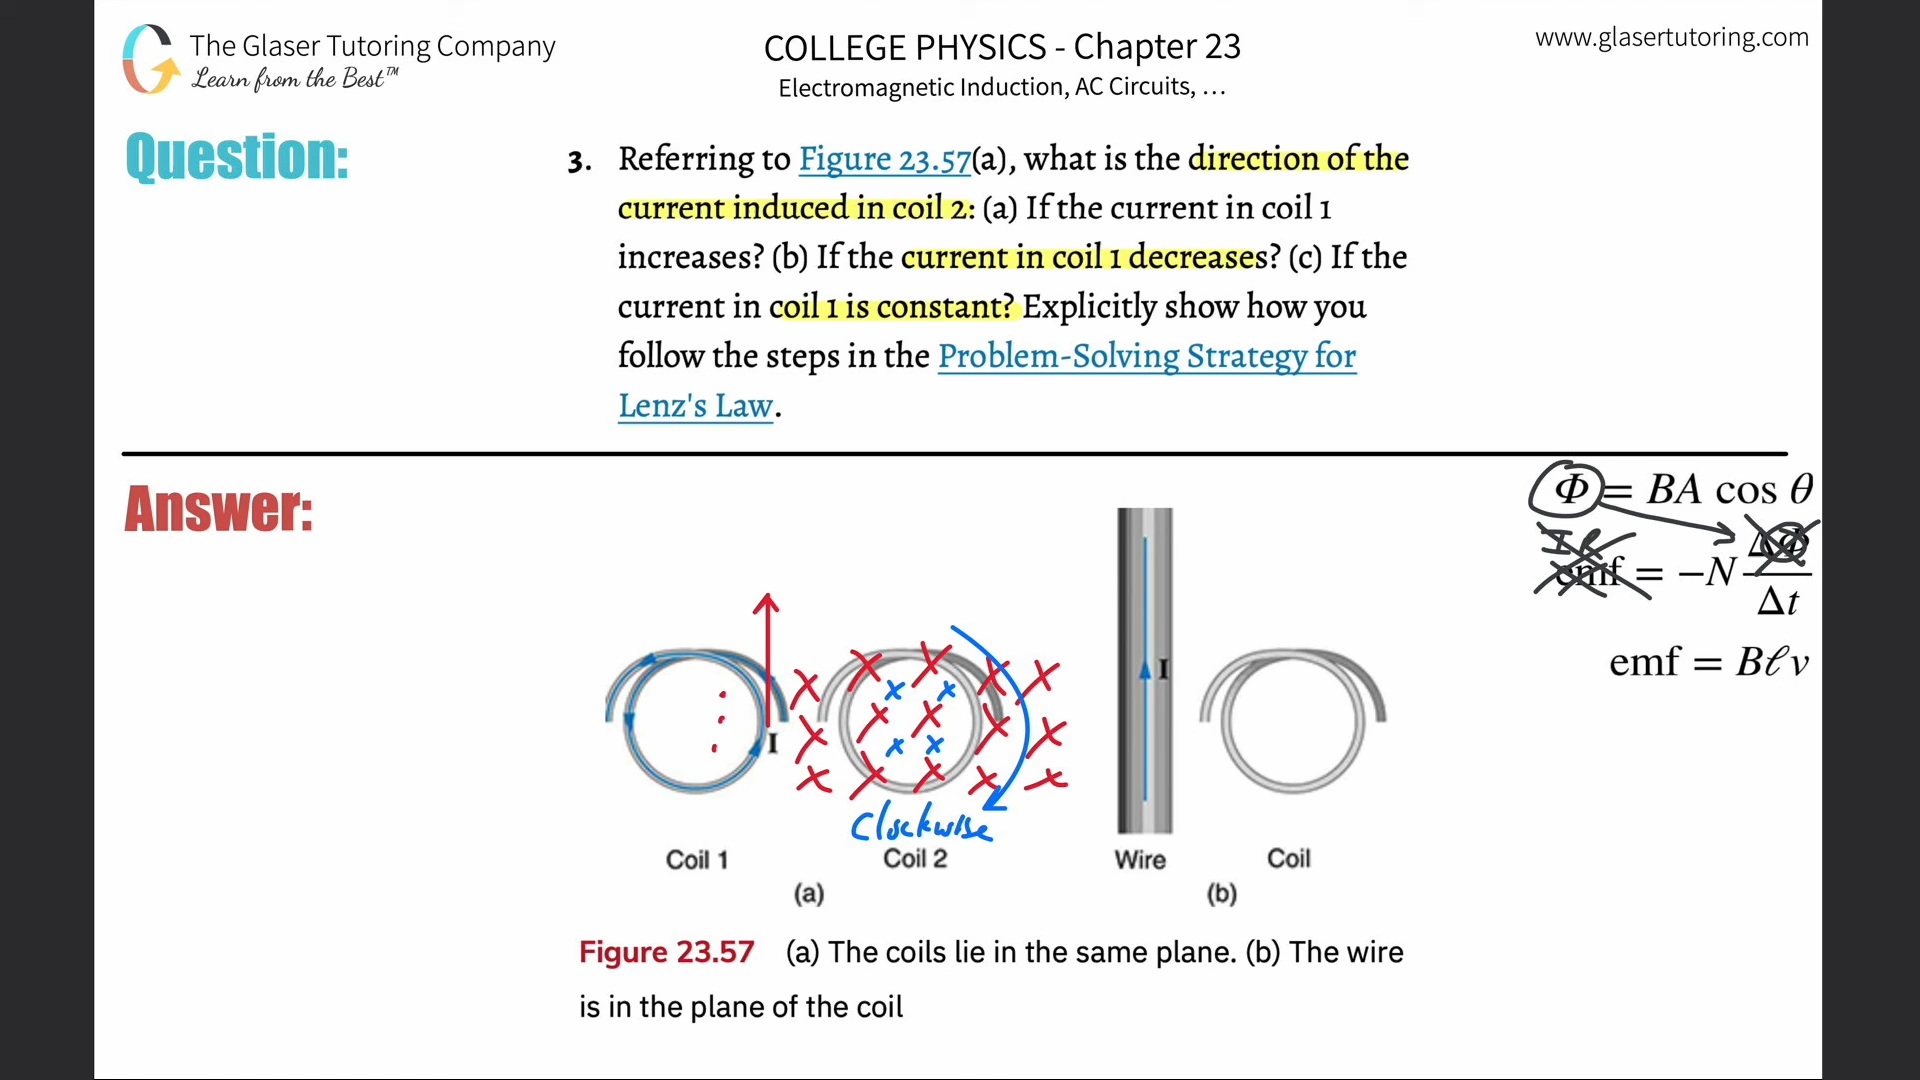 The Glaser Tutoring Company
Learn from the Best™
COLLEGE PHYSICS - Chapter 23
Electromagnetic Induction, AC Circuits, …
www.glasertutoring.com
Question:
3. Referring to Figure 23.57(a), what is the direction of the
current induced in coil 2: (a) If the current in coil 1
increases? (b) If the current in coil 1 decreases? (c) If the
current in coil 1 is constant? Explicitly show how you
follow the steps in the Problem-Solving Strategy for
Lenz's Law.
Answer:
Φ = BA cos θ
IR
emf = −N ΔΦ
Δt
emf = Bℓv
I
I
Clockwise
Coil 1
Coil 2
Wire
Coil
(a)
(b)
Figure 23.57 (a) The coils lie in the same plane. (b) The wire
is in the plane of the coil